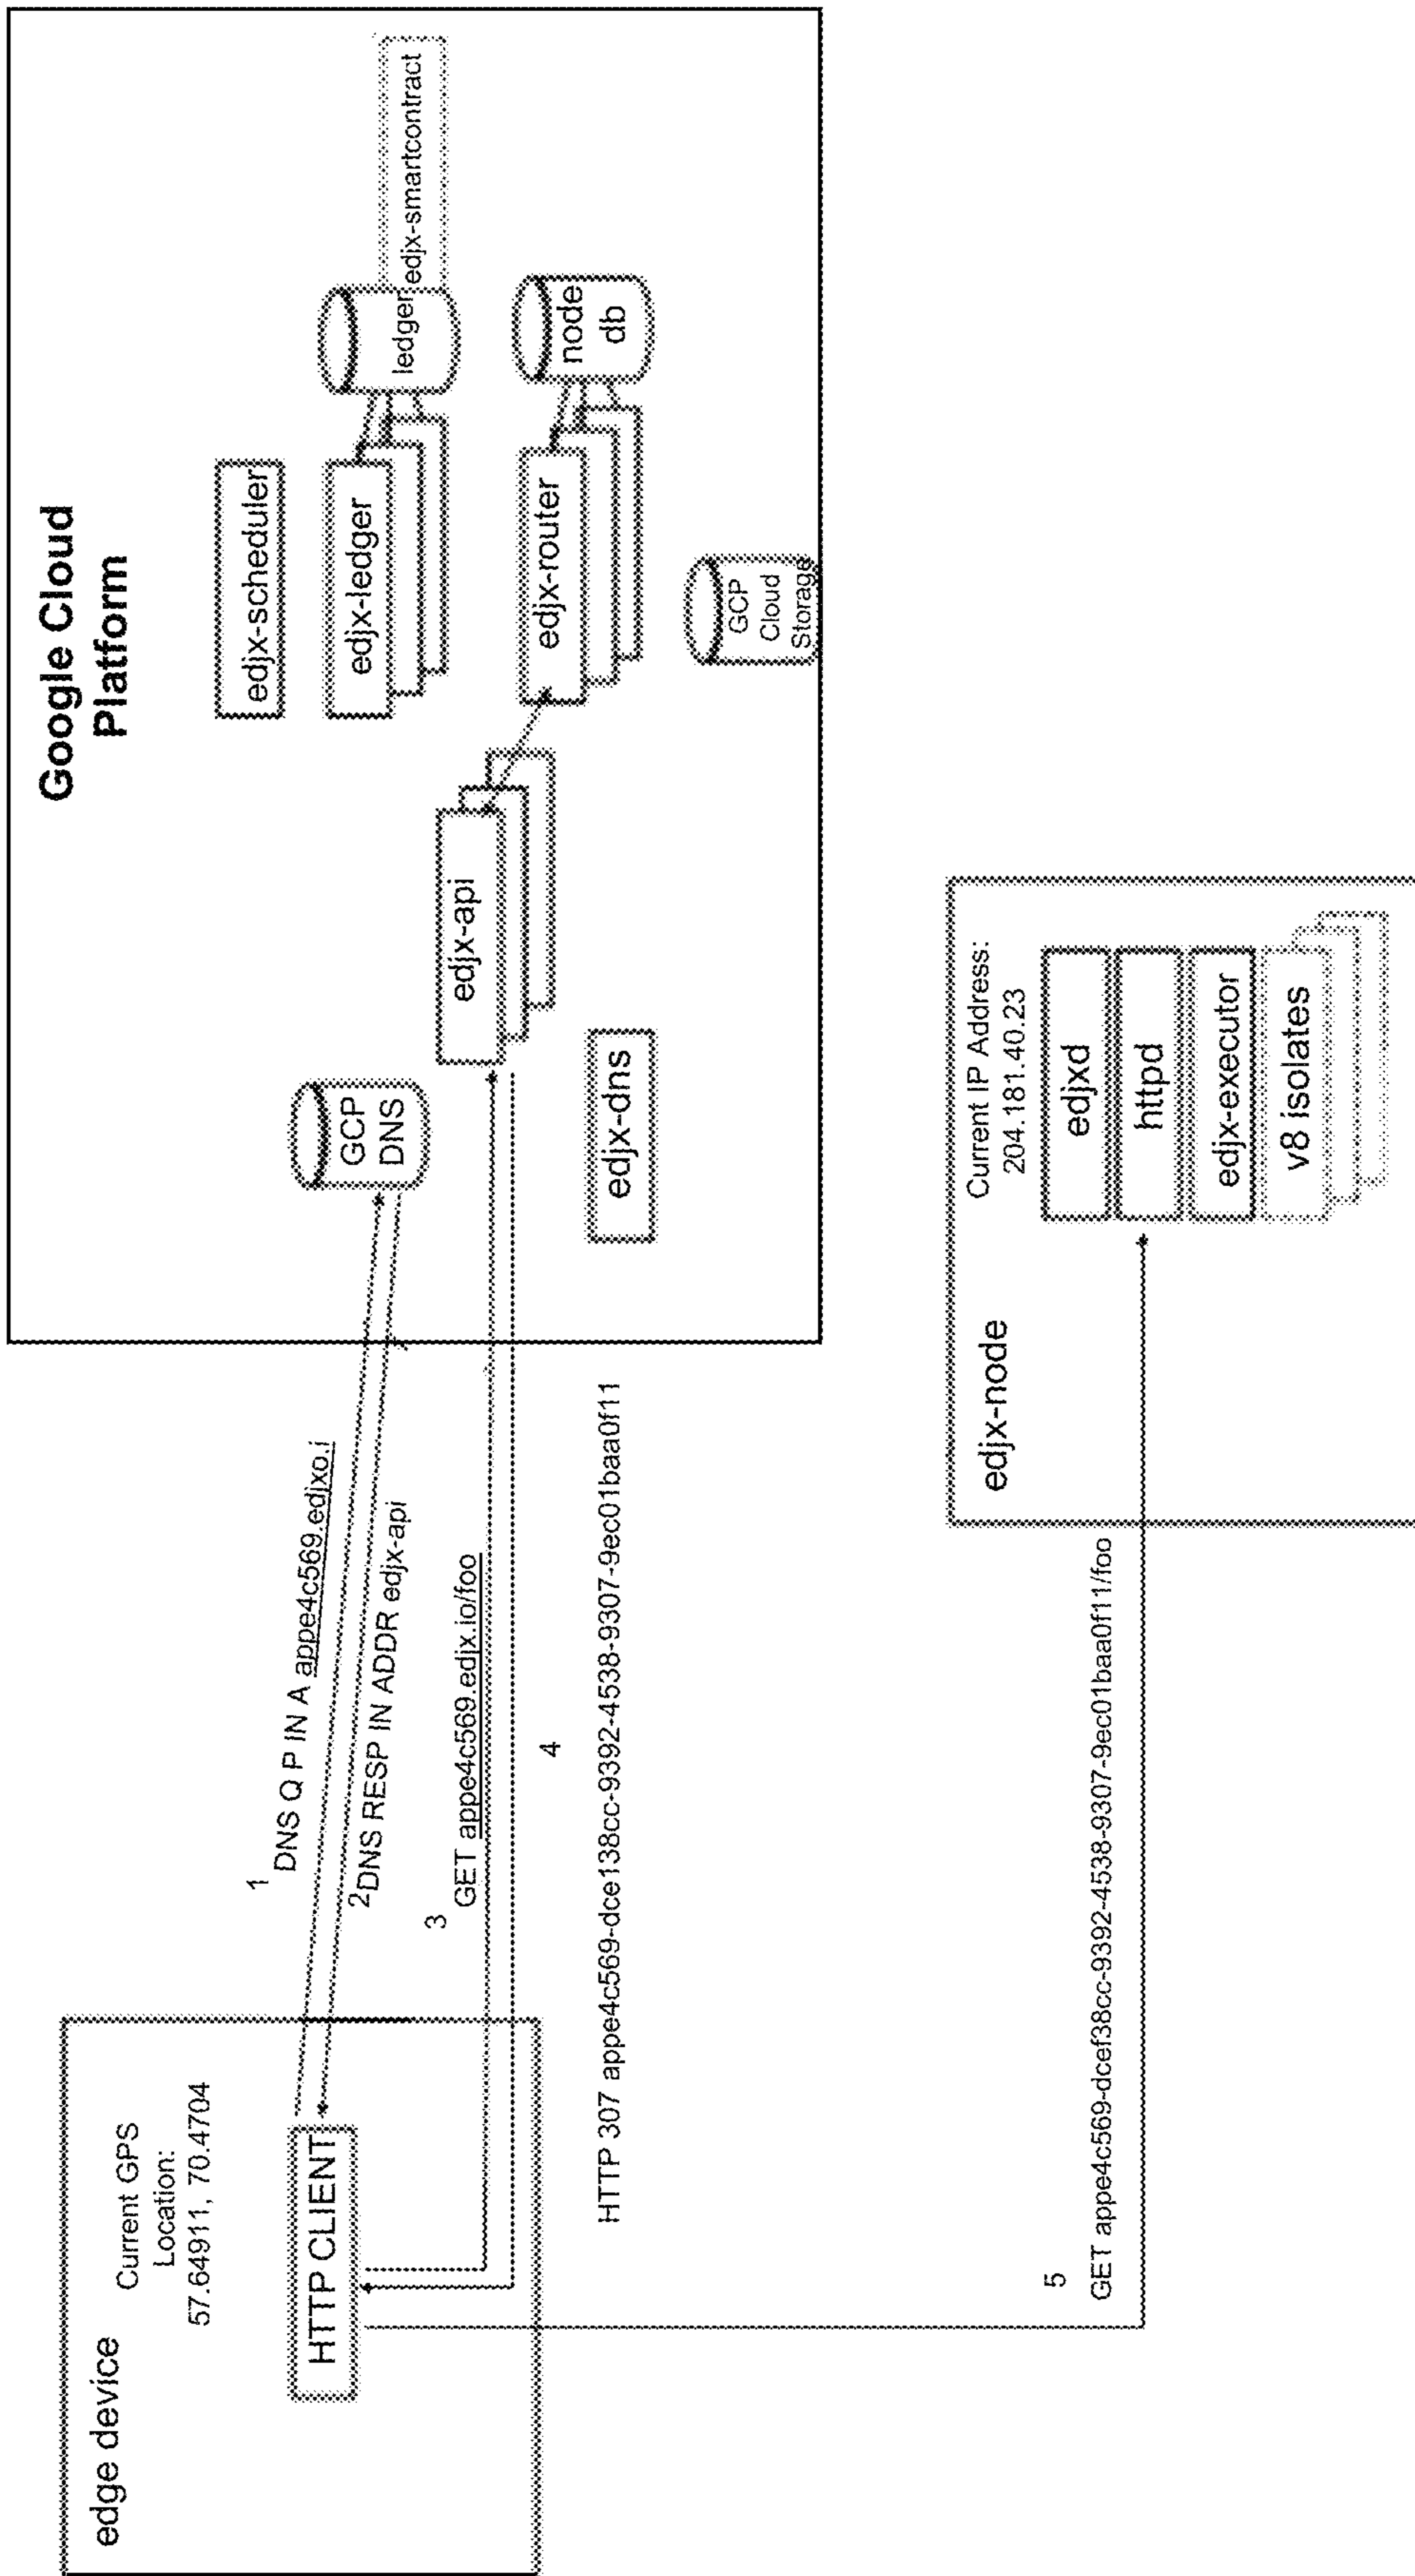 edge device
Current GPS
Location:
57.64911, 70.4704
HTTP CLIENT
1
DNS Q P IN A appe4c569.edjxo.i
2
DNS RESP IN ADDR edjx-api
3
GET appe4c569.edjx.io/foo
4
HTTP 307 appe4c569-dce138cc-9392-4538-9307-9ec01baa0f11
5
GET appe4c569-dcef38cc-9392-4538-9307-9ec01baa0f11/foo
Google Cloud
Platform
GCP
DNS
edjx-api
edjx-dns
edjx-scheduler
edjx-ledger
ledger
edjx-smartcontract
edjx-router
node
db
GCP
Cloud
Storage
edjx-node
Current IP Address:
204.181.40.23
edjxd
httpd
edjx-executor
v8 isolates